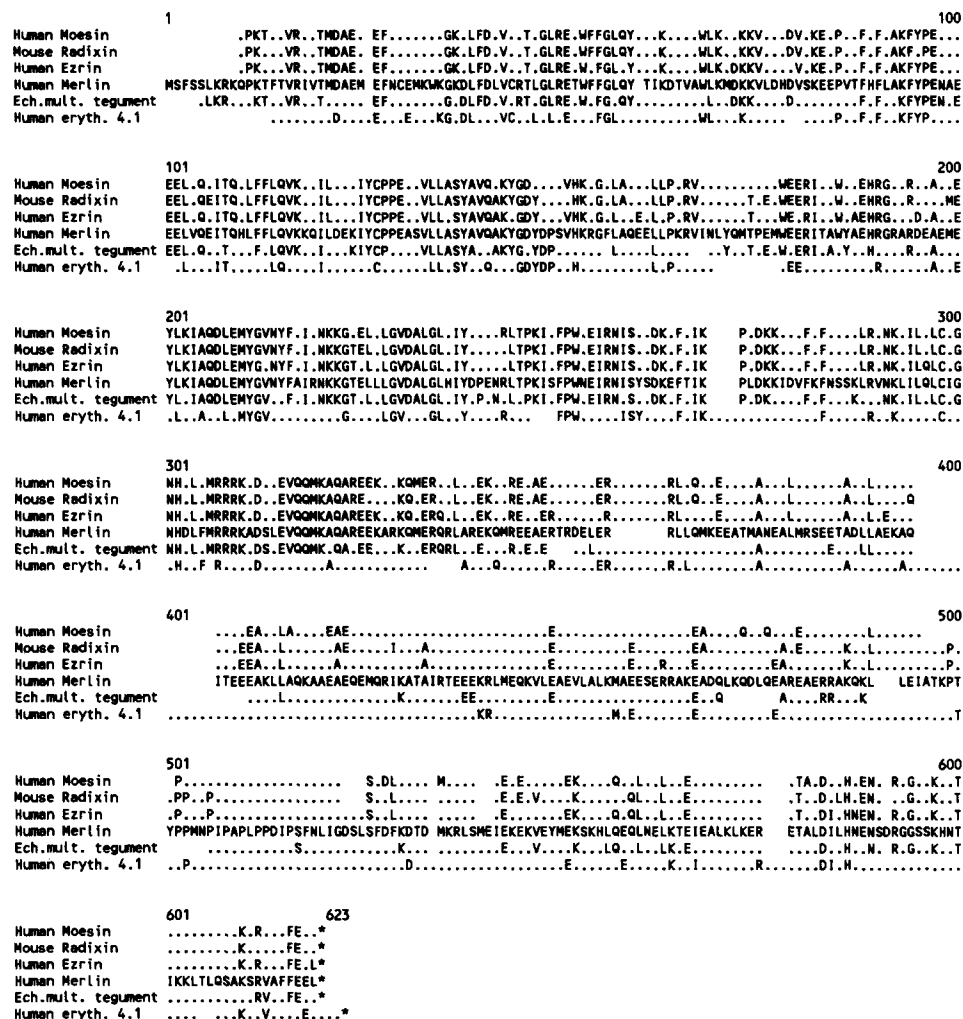 1 100
Human Moesin .PKT..VR..TMDAE. EF.......GK.LFD.V..T.GLRE.WFFGLQY...K.....WLK..KKV...DV.KE.P..F.F.AKFYPE...
Mouse Radixin .PK...VR..TMDAE. EF.......GK.LFD.V..T.GLRE.WFFGLQY...K.....WLK..KKV...DV.KE.P..F.F.AKFYPE...
Human Ezrin .PK...VR..TMDAE. EF.......GK.LFD.V..T.GLRE.WF.GL.Y...K.....WLK.DKKV.....V.KE.P..F.F.AKFYPE...
Human Merlin MSFSSLKRKQPKTFTVRIVTMDAEM EFNCEMKWKGKDLFDLVCRTLGLRETWFFGLQY TIKDTVAWLKMDKKVLDHDVSKEEPVTFHFLAKFYPENAE
Ech.mult. tegument ..LKR...KT..VR..T.DAE. EF.......GK.LFD.V.RT.GLRE.WFFGLQY..........L..DKK....D......F.F..KFYPEN.E
Human eryth. 4.1 .......D....E...E...KG.DL...VC..L.L.E...FGL.........WL...K...... ....P..F.F..KFYP....

101 200
Human Moesin EEL.Q.ITQ.LFFLQVK..IL...IYCPPE..VLLASYAVQ.KYGD....VHK.G.LA...LLP.RV..........WEERI..W..EHRG..R..A..E
Mouse Radixin EEL.QEITQ.LFFLQVK..IL...IYCPPE..VLLASYAVQAKYGDY...HK.G.LA...LLP.RV.........T.E.WEERI..W..EHRG..R....ME
Human Ezrin EEL.Q.ITQ.LFFLQVK..IL...IYCPPE..VLLASYAVQAK.GDY...VHK.G.L..E.L.P.RV.........T...WE.RI..W.AEHRG...D.A..E
Human Merlin EELVQEITQHLFFLQVKKQILDEKIYCPPEASVLLASYAVQAKYGDYDPSVHKRGFLAQEELLPKRVINLYQMTPEMWEERITAWYAEHRGRARDEAEME
Ech.mult. tegument EEL.Q..T...F.LQVK...I...KIYCP.....VLLASYA..AKYG.YDP...... L....L..... ..Y..T.E.W.ERI.A.Y..H...R...A..E
Human eryth. 4.1 .L...IT.....LQ...I......C......LL.SY..Q...GDYDP..H.......L.P.... ......EE........R......A..E

201 300
Human Moesin YLKIAQDLEMYGVNYF.I.NKKG.EL.LGVDALGL.IY....RLTPKI.FPW.EIRNIS..DK.F.IK P.DKK...F.F....LR.NK.IL.LC.G
Mouse Radixin YLKIAQDLEMYGVNYF.I.NKKGTEL.LGVDALGL.IY.....LTPKI.FPW.EIRNIS..DK.F.IK P.DKK...F.F....LR.NK.IL.LC.G
Human Ezrin YLKIAQDLEMYG.NYF.I.NKKGTEL.LGVDALGL.IY.....LTPKI.FPW.EIRNIS..DK.F.IK P.DKK...F.F....LR.NK.ILQLC.G
Human Merlin YLKIAQDLEMYGVNYFAIRNKKGTELLLGVDALGLHIYDPENRLTPKISFPWNEIRNISYSDKEFTIK PLDKKIDVFKFNSSKLRVNKLILQLCIG
Ech.mult. tegument YL.IAQDLEMYGV..F.I.NKKGT.L.LGVDALGL.IY.P.N.L.PKI.FPW.EIRNIS..DK.F.IK P.DK....F.F...K...NK.IL.LC.G
Human eryth. 4.1 .L..A..L.MYGV.........G....LGV...GL..Y....R... FPW....ISY....F.IK.............F.....R..K....C..

301 400
Human Moesin NH.L.MRRRK.D..EVQQMKAQAREEK..KQMER..L..EK..RE.AE......ER...... RL.Q..E....A...L......A..L.....
Mouse Radixin NH.L.MRRRK.D..EVQQMKAQARE....KQ.ER..L..EK..RE.........ER...... RL....E....A...L......A..L....Q
Human Ezrin NH.L.MRRRK.D..EVQQMKAQAREEK..KQ.ERQ.L..EK..RE..ER.....R....... RL....E....A...L......A..L.E...
Human Merlin NHDLFMRRRKADSLEVQQMKAQAREEKARKQMERQRLAREKQMREEAERTRDELER RLLQMKEEATMANEALMRSEETADLLAEKAQ
Ech.mult. tegument NH.L.MRRRK.DS.EVQQMK.QA.EE...K..ERQRL..E...R.E.E ..L........ ..........A......E...LL.....
Human eryth. 4.1 .H..F R....D.........A............... A...Q......R......ER......R.L.........A..........A......A......

401 500
Human Moesin ....EA..LA....EAE....................E..............EA....Q..Q...E........L......
Mouse Radixin ...EEA..L......AE.....I...A...............E.........E........EA........A.E......K..L.........P.
Human Ezrin ...EEA..L......A..........A...............E.........E...R....E........EA........K..L.........P.
Human Merlin ITEEEAKLLAQKAAEAEQEMQRIKATAIRTEEEKRLMEQKVLEAEVLALKMAEESERRAKEADQLKQDLQEAREAERRAKQKL LEIATKPT
Ech.mult. tegument ....L..............K.......EE...E.........E..............E..Q A....RR...K
Human eryth. 4.1 ..................................KR..............M.E.......E.........E......................T

501 600
Human Moesin P..................... S.DL..... M..... .E.E.....EK....Q..L..L..E......... .TA.D..H.EN. R.G..K..T
Mouse Radixin .PP..P................. S..L..... ...... .E.E.V....K......QL..L..E......... .T..D.LH.EN. ..G..K..T
Human Ezrin .P...P................. S..L..... ...... .E.......EK....Q..L..L..E......... .T..DI.HNEN. R.G..K..T
Human Merlin YPPMNPIPAPLPPDIPSFNLIGDSLSFDFKDTD MKRLSMEIEKEKVEYMEKSKHLQEQLNELKTEIEALKLKER ETALDILHNENSDRGGSSKHNT
Ech.mult. tegument ...........S............K.... ........E...V....K...LQ..L..LK.E......... ....D..H..N. R.G..K..T
Human eryth. 4.1 ..P..........................D...................E.....E....K..I.......R.......DI.H..............

601 623
Human Moesin .........K.R...FE..*
Mouse Radixin .........K.....FE..*
Human Ezrin .........K.R...FE.L*
Human Merlin IKKLTLQSAKSRVAFFEEL*
Ech.mult. tegument ...........RV..FE..*
Human eryth. 4.1 .... ...K..V....E....*